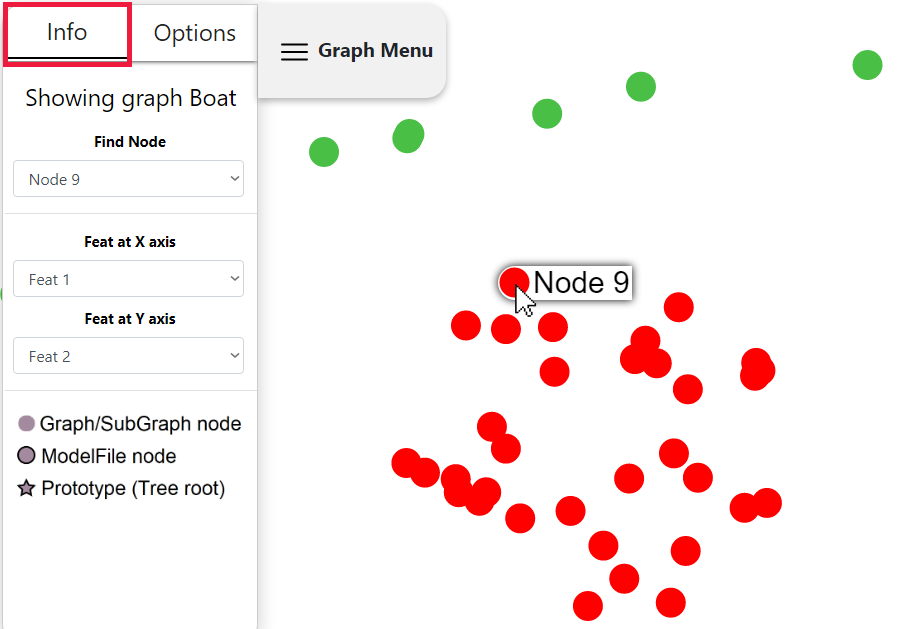 Info
Options
Graph Menu
Showing graph Boat
Find Node
Node 9
Feat at X axis
Feat 1
Feat at Y axis
Feat 2
Graph/SubGraph node
ModelFile node
Prototype (Tree root)
Node 9